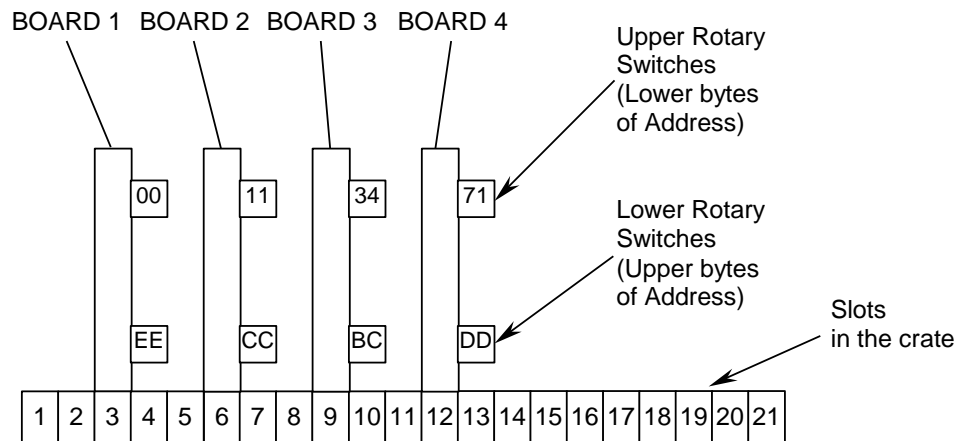 BOARD 1 BOARD 2 BOARD 3 BOARD 4
Upper Rotary
Switches
(Lower bytes
of Address)
00 11 34 71
Lower Rotary
Switches
(Upper bytes
of Address)
EE CC BC DD
Slots
in the crate
1 2 3 4 5 6 7 8 9 10 11 12 13 14 15 16 17 18 19 20 21